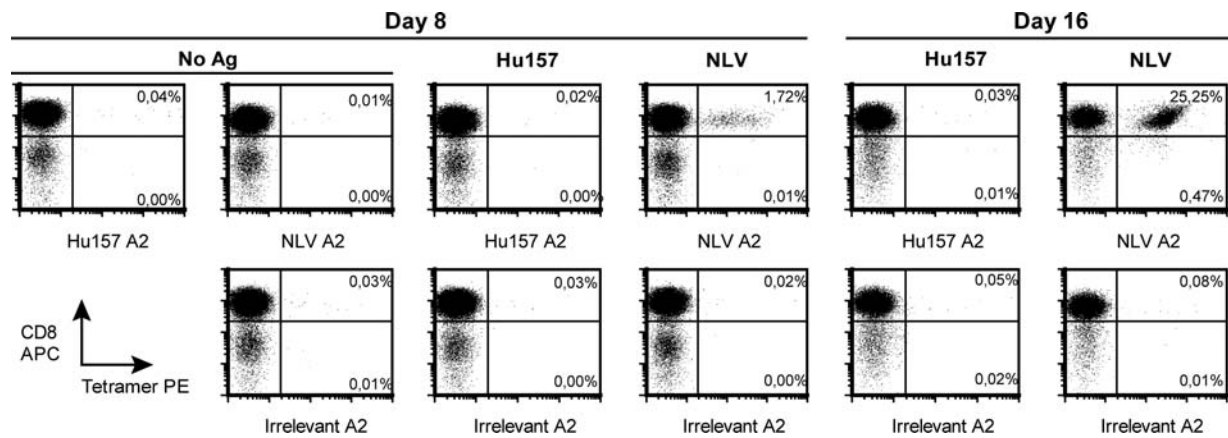 Day 8 Day 16
No Ag Hu157 NLV Hu157 NLV
0,04% 0,01% 0,02% 1,72% 0,03% 25,25%
0,00% 0,00% 0,00% 0,01% 0,01% 0,47%
Hu157 A2 NLV A2 Hu157 A2 NLV A2 Hu157 A2 NLV A2
0,03% 0,03% 0,02% 0,05% 0,08%
CD8
APC
Tetramer PE
0,01% 0,00% 0,00% 0,02% 0,01%
Irrelevant A2 Irrelevant A2 Irrelevant A2 Irrelevant A2 Irrelevant A2